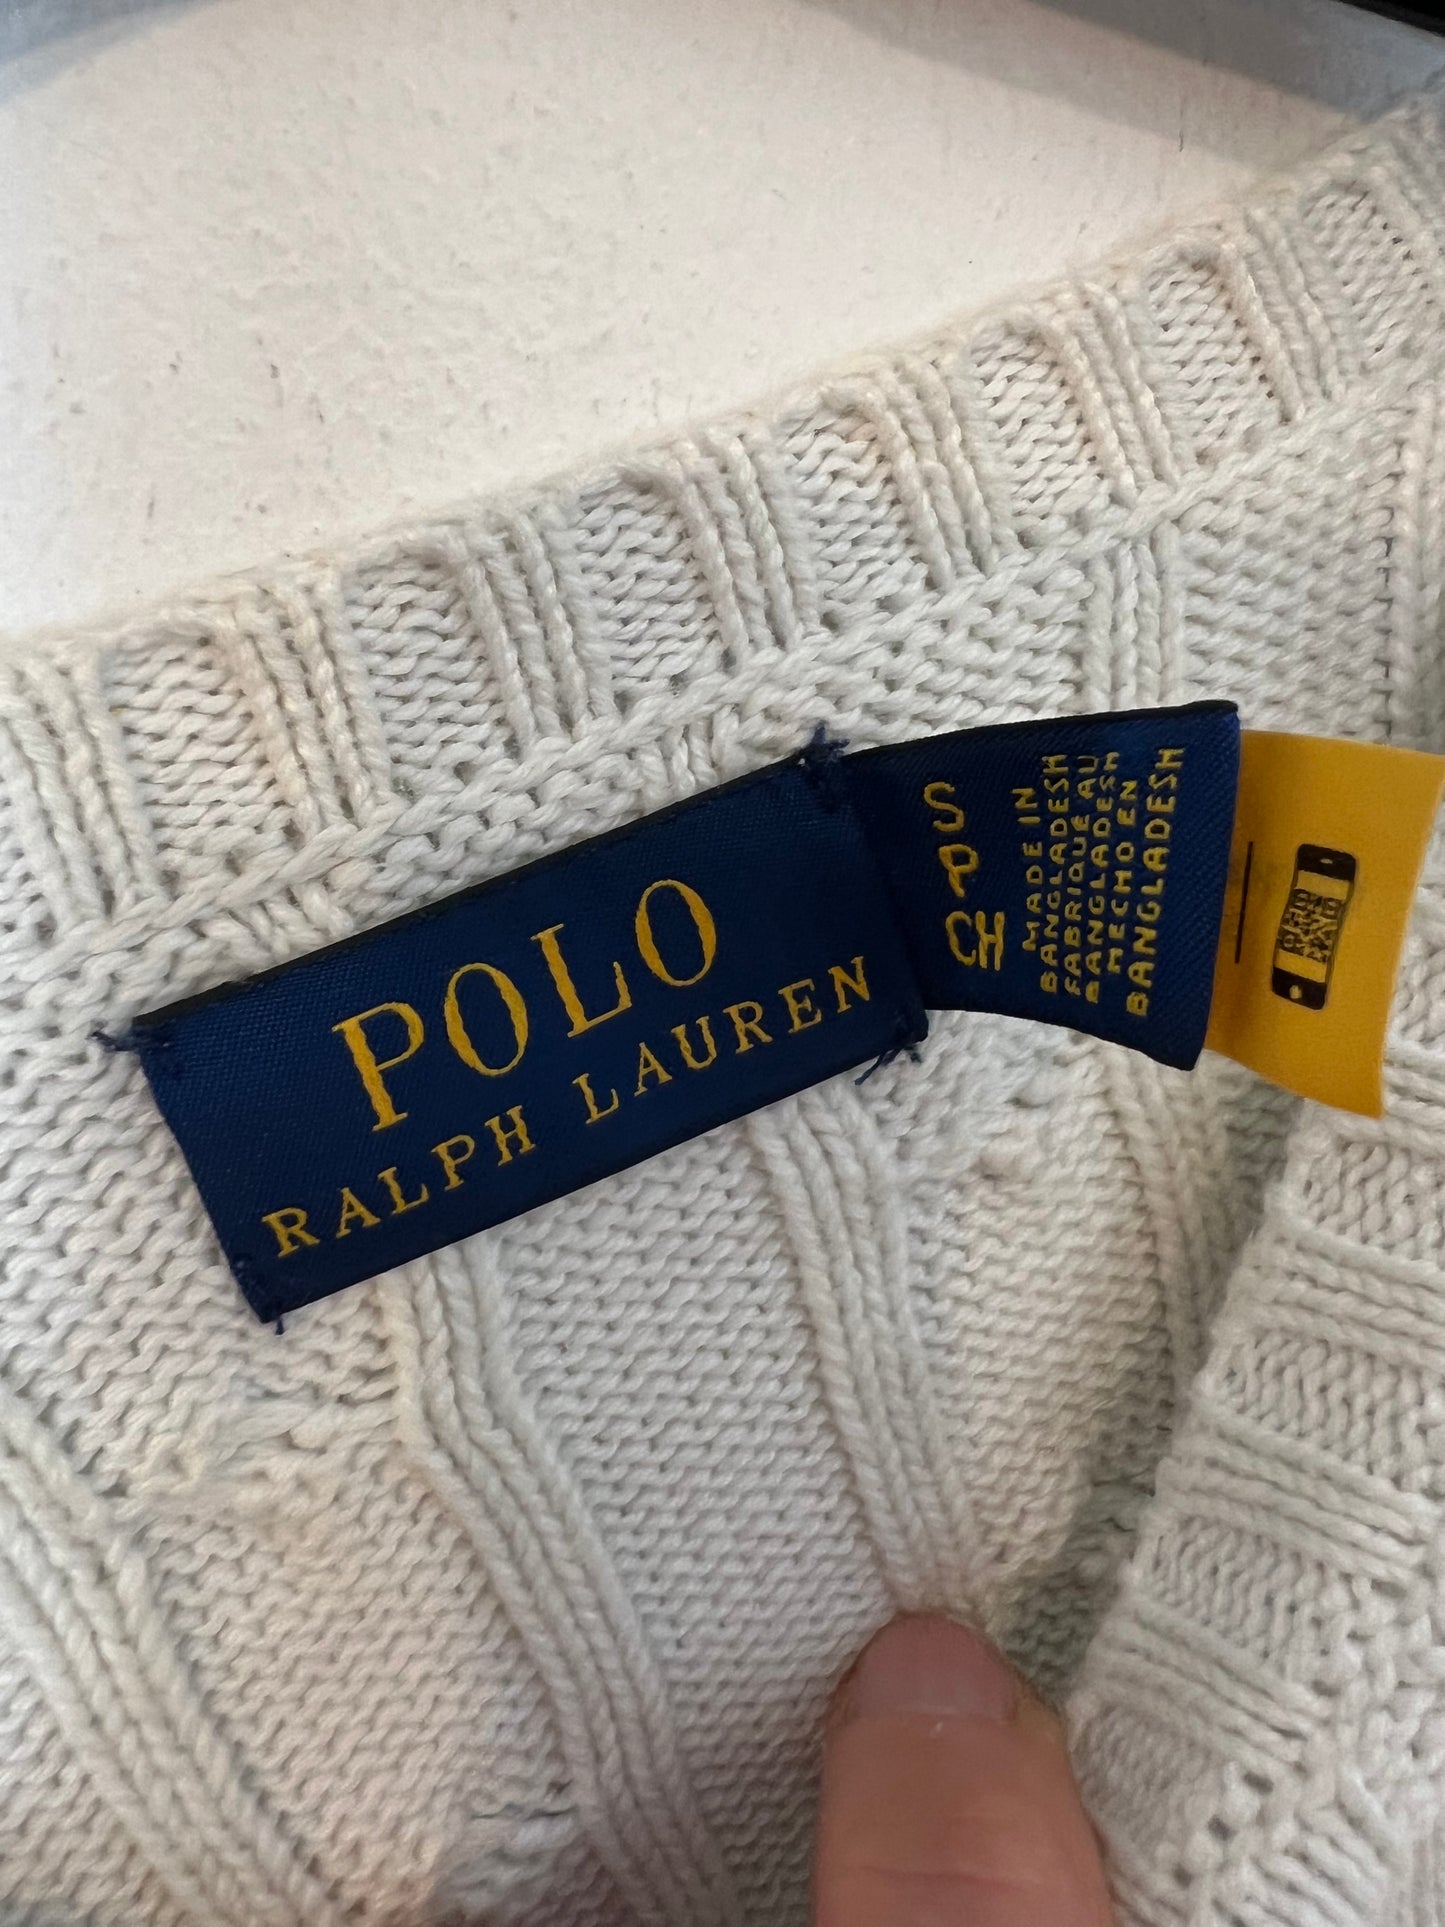 POLO
RALPH LAUREN
S
P
CH
MADE IN
BANGLADESH
FABRIQUÉ AU
BANGLADESH
HECHO EN
BANGLADESH